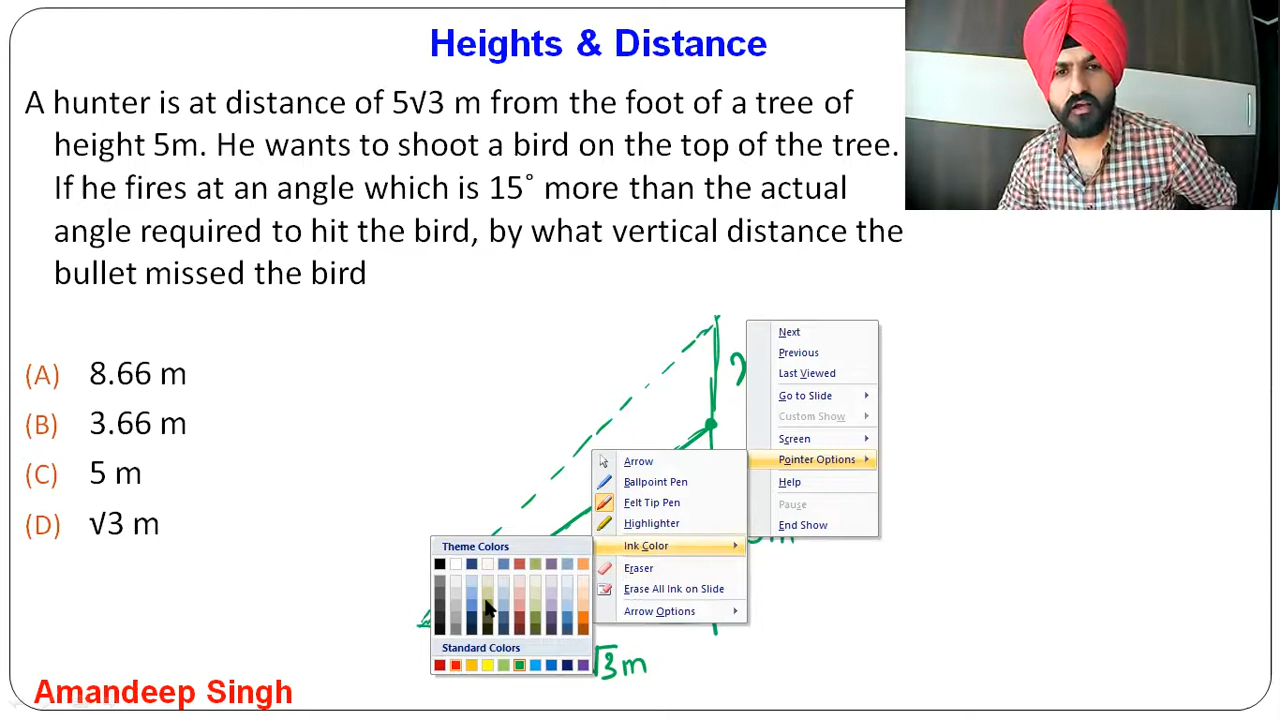 Heights & Distance
A hunter is at distance of 5√3 m from the foot of a tree of
height 5m. He wants to shoot a bird on the top of the tree.
If he fires at an angle which is 15° more than the actual
angle required to hit the bird, by what vertical distance the
bullet missed the bird
(A) 8.66 m
(B) 3.66 m
(C) 5 m
(D) √3 m
Next
Previous
Last Viewed
Go to Slide
Custom Show
Screen
Pointer Options
Help
Pause
End Show
Arrow
Ballpoint Pen
Felt Tip Pen
Highlighter
Ink Color
Eraser
Erase All Ink on Slide
Arrow Options
Theme Colors
Standard Colors
√3 m
Amandeep Singh